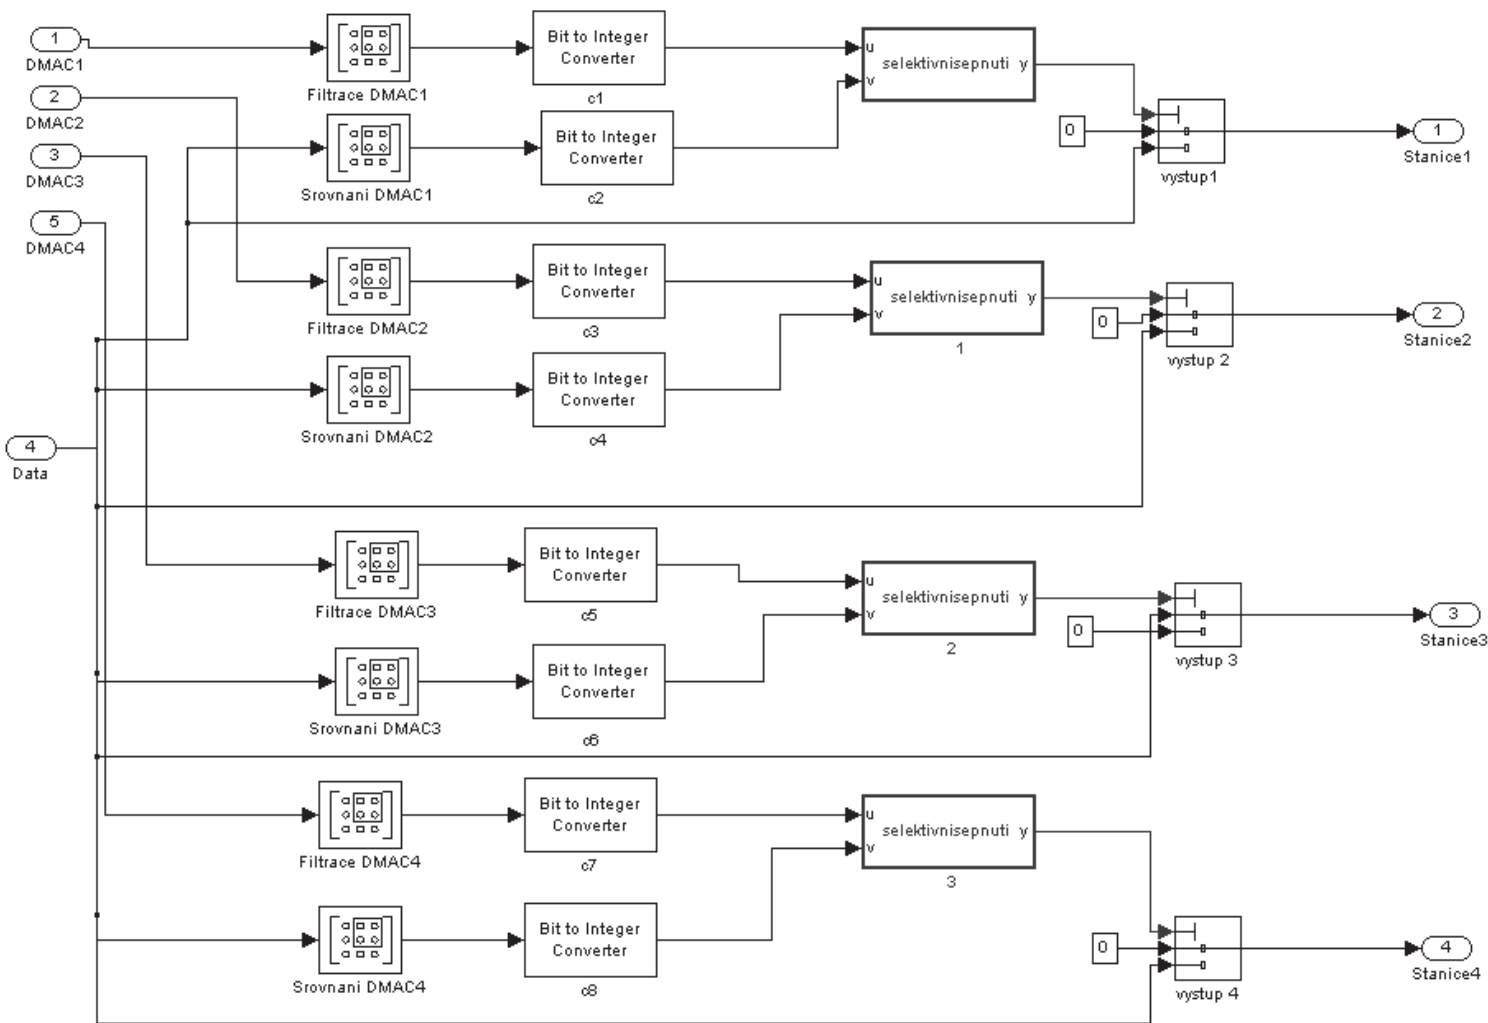 1
DMAC1
2
DMAC2
3
DMAC3
5
DMAC4
4
Data
Filtrace DMAC1
Bit to Integer
Converter
c1
u
v
selektivnisepnuti y
Srovnani DMAC1
Bit to Integer
Converter
c2
0
vystup1
1
Stanice1
Filtrace DMAC2
Bit to Integer
Converter
c3
u
v
selektivnisepnuti y
1
Srovnani DMAC2
Bit to Integer
Converter
c4
0
vystup 2
2
Stanice2
Filtrace DMAC3
Bit to Integer
Converter
c5
u
v
selektivnisepnuti y
2
Srovnani DMAC3
Bit to Integer
Converter
c6
0
vystup 3
3
Stanice3
Filtrace DMAC4
Bit to Integer
Converter
c7
u
v
selektivnisepnuti y
3
Srovnani DMAC4
Bit to Integer
Converter
c8
0
vystup 4
4
Stanice4